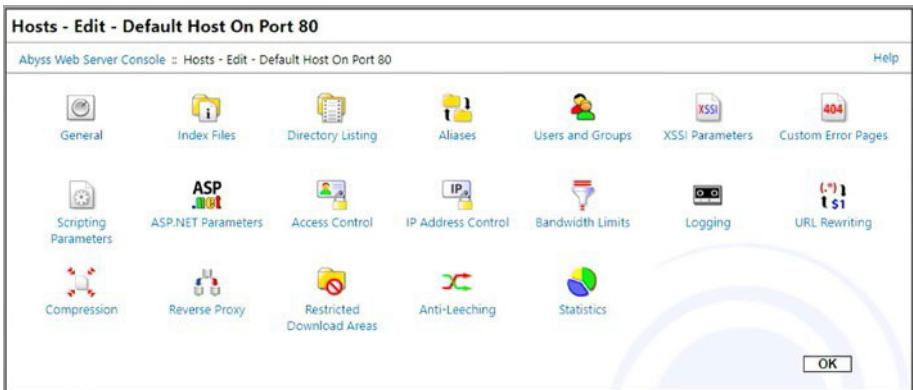 Hosts - Edit - Default Host On Port 80
Abyss Web Server Console :: Hosts - Edit - Default Host On Port 80 Help
General Index Files Directory Listing Aliases Users and Groups XSSI XSSI Parameters 404 Custom Error Pages
Scripting Parameters ASP .net ASP.NET Parameters Access Control IP IP Address Control Bandwidth Limits Logging (.*) $1 URL Rewriting
Compression Reverse Proxy Restricted Download Areas Anti-Leeching Statistics
OK